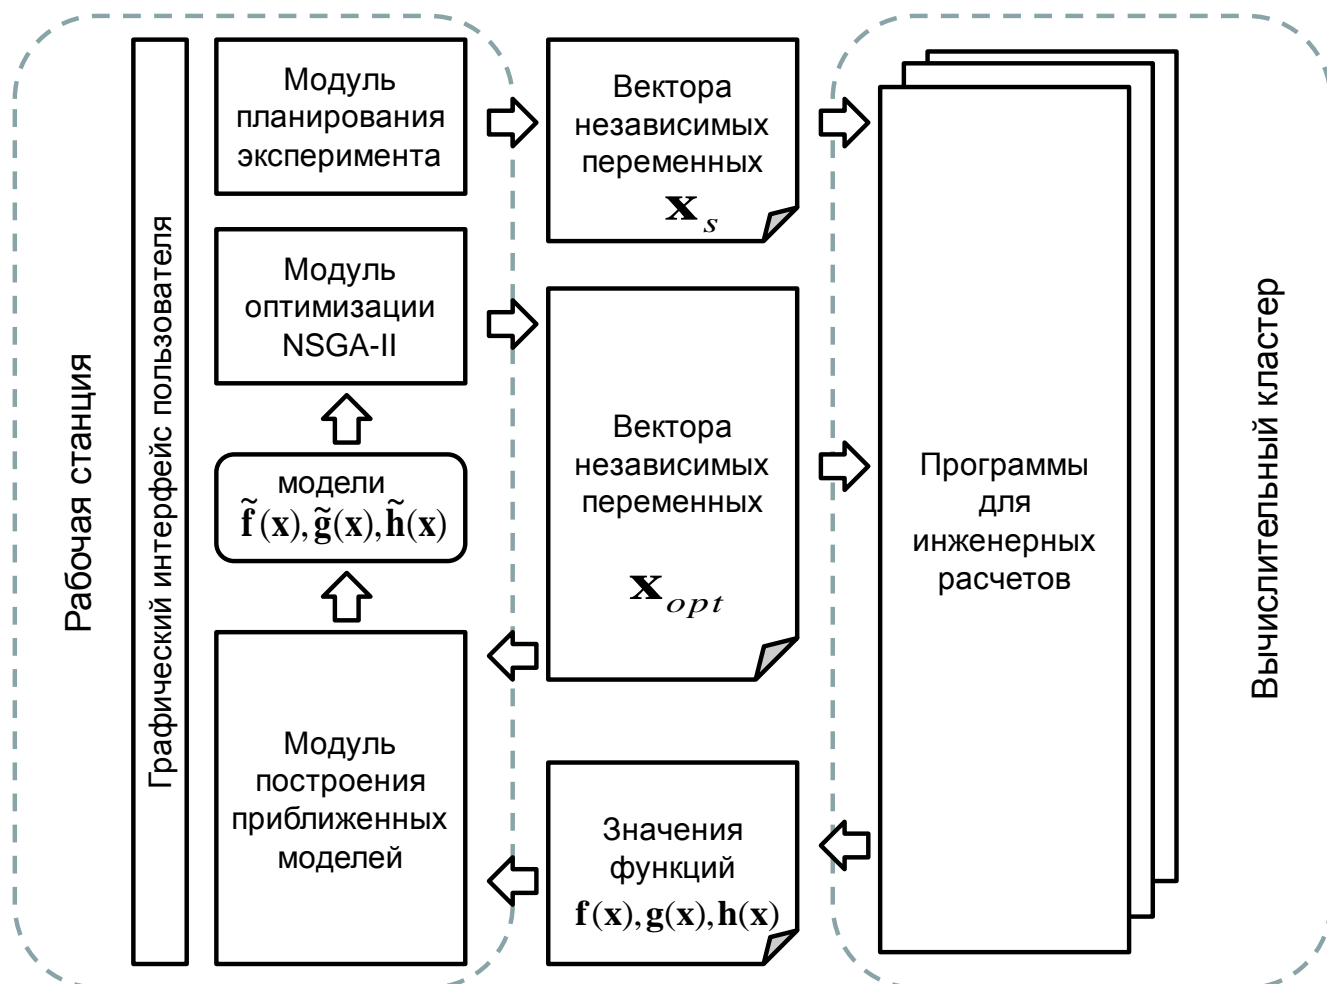 Рабочая станция
Графический интерфейс пользователя
Модуль
планирования
эксперимента
Модуль
оптимизации
NSGA-II
модели
f̃(x), g̃(x), h̃(x)
Модуль
построения
приближенных
моделей
Вектора
независимых
переменных
x_s
Вектора
независимых
переменных
x_opt
Значения
функций
f(x), g(x), h(x)
Программы
для
инженерных
расчетов
Вычислительный кластер